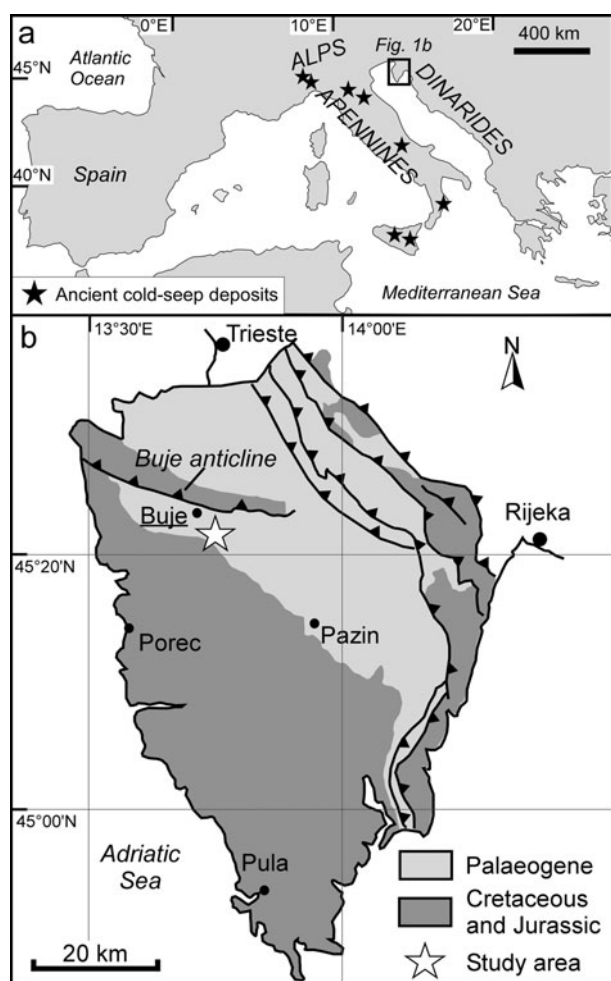 a
0°E
10°E
20°E
Fig. 1b
400 km
Atlantic
Ocean
45°N
ALPS
APENNINES
DINARIDES
Spain
40°N
Ancient cold-seep deposits
Mediterranean Sea
b
13°30'E
Trieste
14°00'E
N
Buje anticline
Buje
Rijeka
45°20'N
Porec
Pazin
45°00'N
Adriatic
Sea
Pula
Palaeogene
Cretaceous
and Jurassic
Study area
20 km